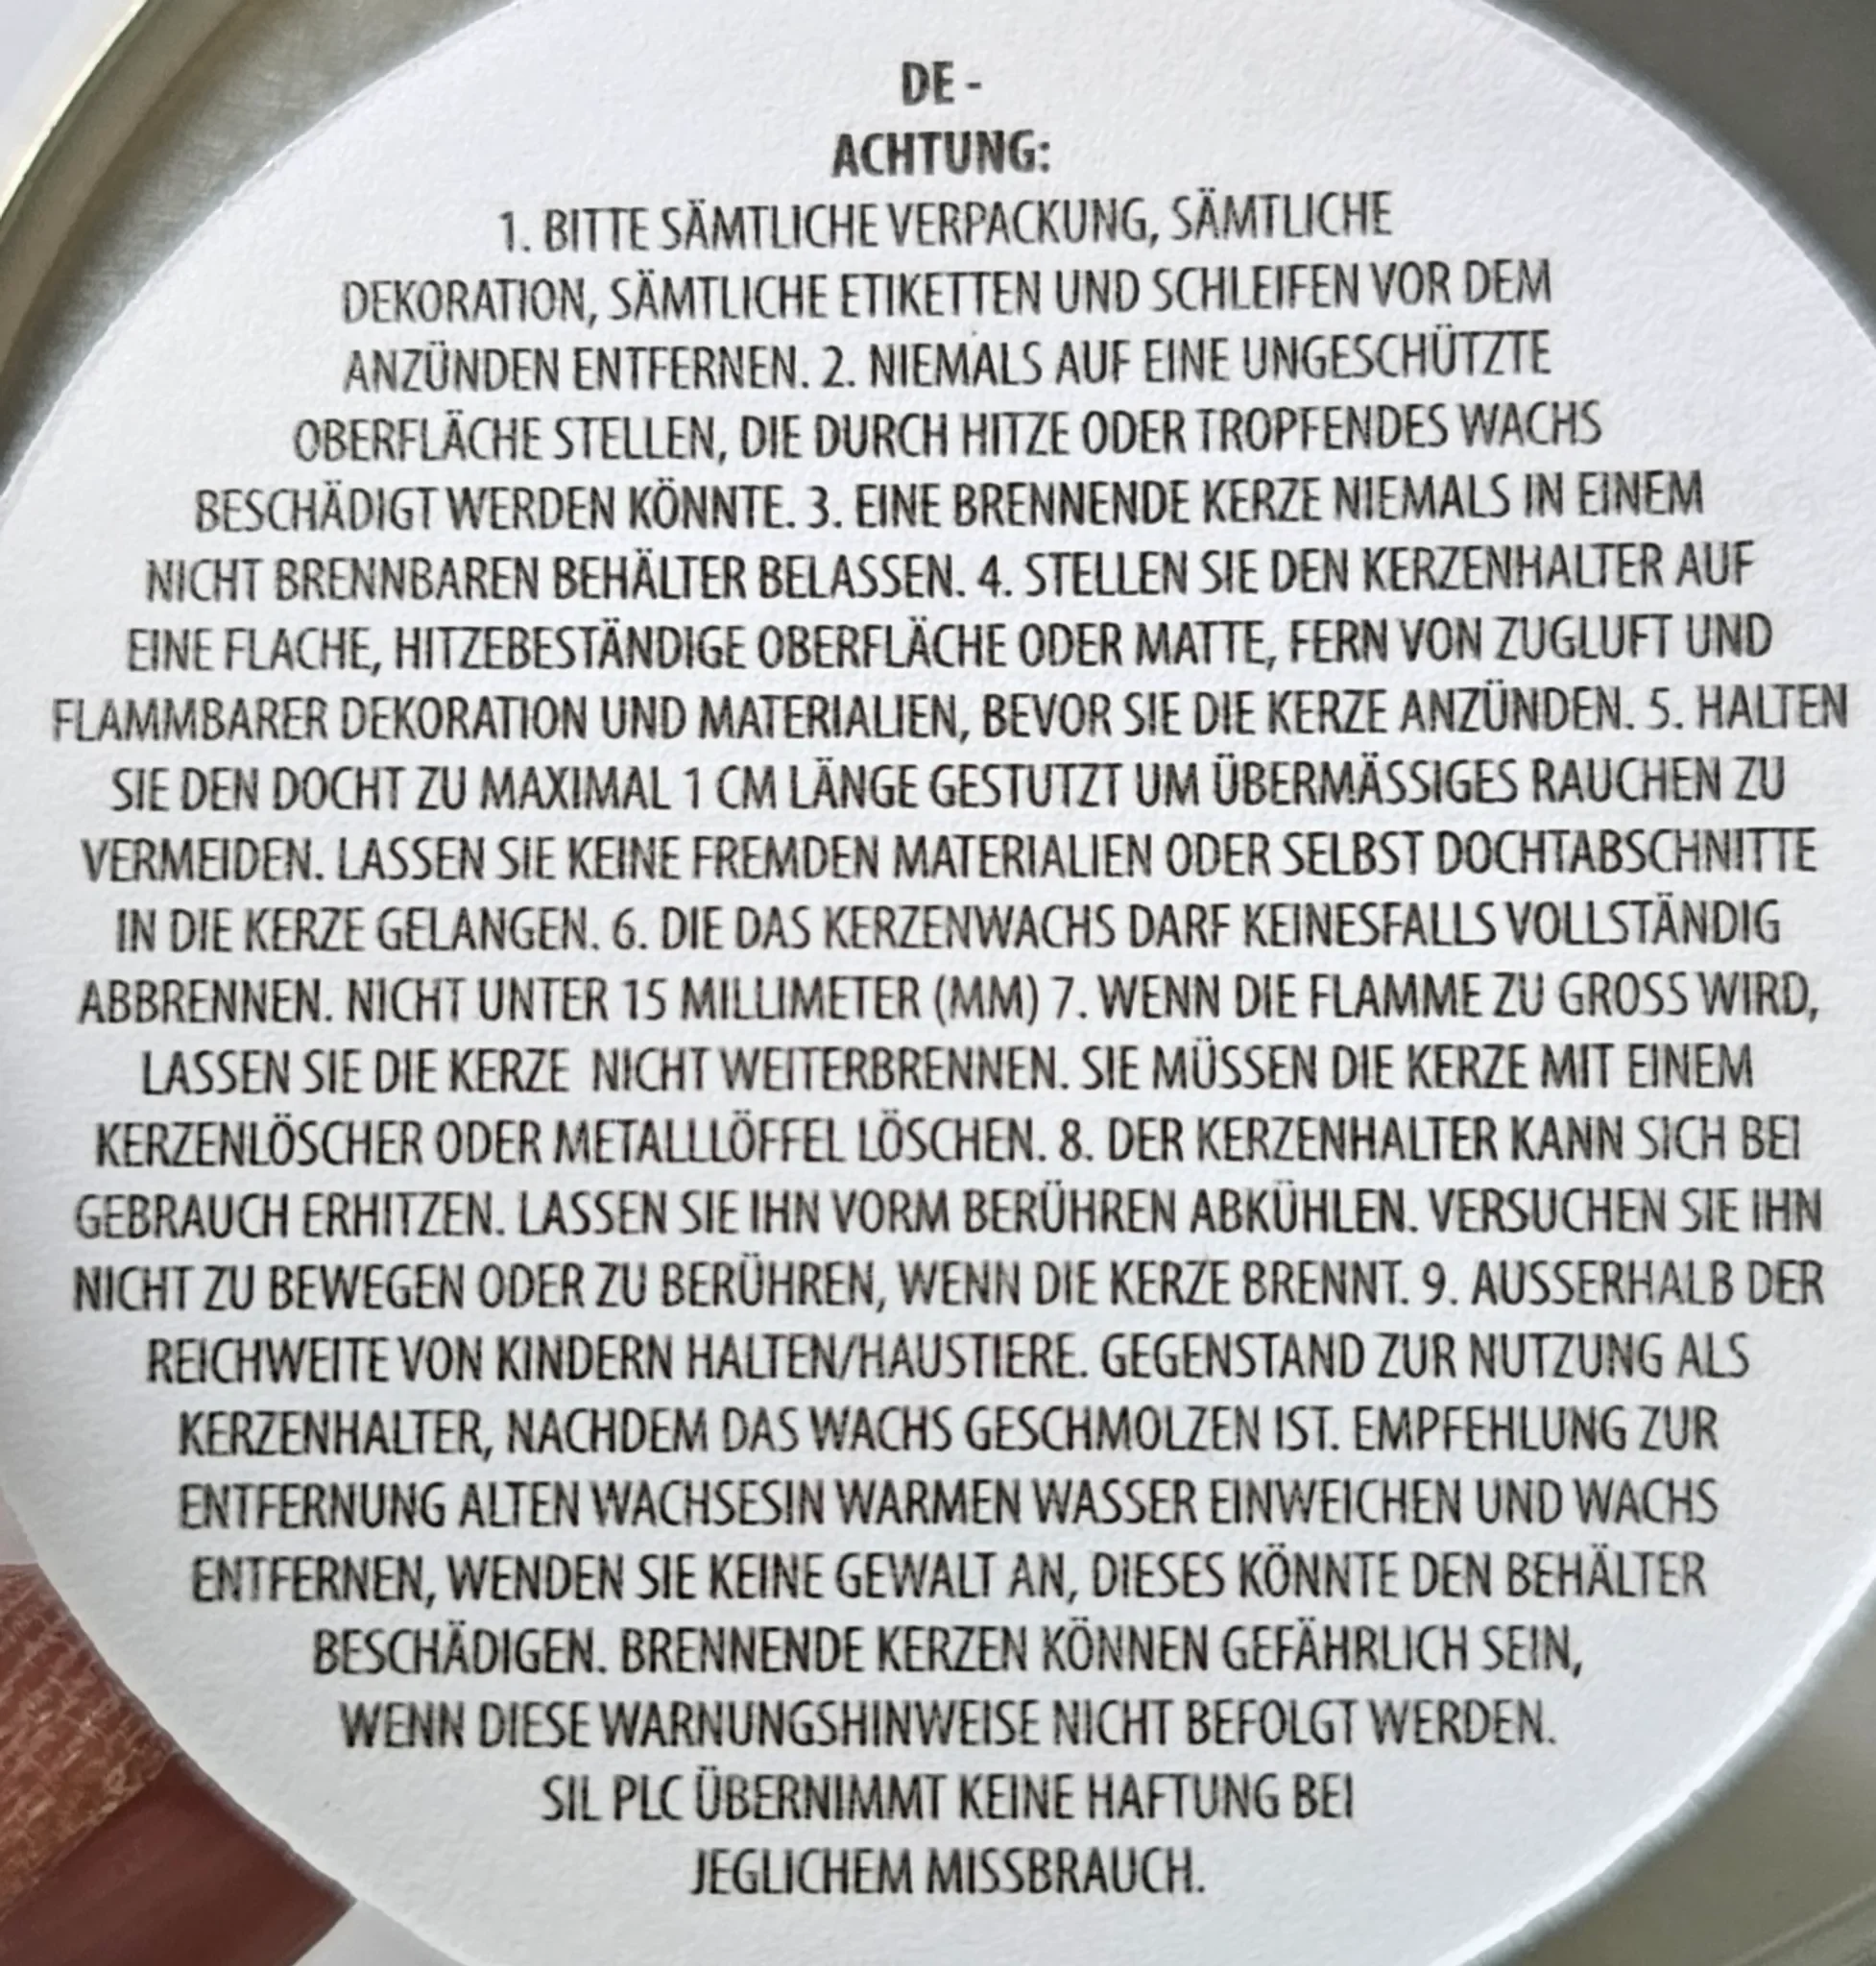 DE -
ACHTUNG:
1. BITTE SÄMTLICHE VERPACKUNG, SÄMTLICHE
DEKORATION, SÄMTLICHE ETIKETTEN UND SCHLEIFEN VOR DEM
ANZÜNDEN ENTFERNEN. 2. NIEMALS AUF EINE UNGESCHÜTZTE
OBERFLÄCHE STELLEN, DIE DURCH HITZE ODER TROPFENDES WACHS
BESCHÄDIGT WERDEN KÖNNTE. 3. EINE BRENNENDE KERZE NIEMALS IN EINEM
NICHT BRENNBAREN BEHÄLTER BELASSEN. 4. STELLEN SIE DEN KERZENHALTER AUF
EINE FLACHE, HITZEBESTÄNDIGE OBERFLÄCHE ODER MATTE, FERN VON ZUGLUFT UND
FLAMMBARER DEKORATION UND MATERIALIEN, BEVOR SIE DIE KERZE ANZÜNDEN. 5. HALTEN
SIE DEN DOCHT ZU MAXIMAL 1 CM LÄNGE GESTUTZT UM ÜBERMÄSSIGES RAUCHEN ZU
VERMEIDEN. LASSEN SIE KEINE FREMDEN MATERIALIEN ODER SELBST DOCHTABSCHNITTE
IN DIE KERZE GELANGEN. 6. DIE DAS KERZENWACHS DARF KEINESFALLS VOLLSTÄNDIG
ABBRENNEN. NICHT UNTER 15 MILLIMETER (MM) 7. WENN DIE FLAMME ZU GROSS WIRD,
LASSEN SIE DIE KERZE NICHT WEITERBRENNEN. SIE MÜSSEN DIE KERZE MIT EINEM
KERZENLÖSCHER ODER METALLLÖFFEL LÖSCHEN. 8. DER KERZENHALTER KANN SICH BEI
GEBRAUCH ERHITZEN. LASSEN SIE IHN VORM BERÜHREN ABKÜHLEN. VERSUCHEN SIE IHN
NICHT ZU BEWEGEN ODER ZU BERÜHREN, WENN DIE KERZE BRENNT. 9. AUSSERHALB DER
REICHWEITE VON KINDERN HALTEN/HAUSTIERE. GEGENSTAND ZUR NUTZUNG ALS
KERZENHALTER, NACHDEM DAS WACHS GESCHMOLZEN IST. EMPFEHLUNG ZUR
ENTFERNUNG ALTEN WACHSESIN WARMEN WASSER EINWEICHEN UND WACHS
ENTFERNEN, WENDEN SIE KEINE GEWALT AN, DIESES KÖNNTE DEN BEHÄLTER
BESCHÄDIGEN. BRENNENDE KERZEN KÖNNEN GEFÄHRLICH SEIN,
WENN DIESE WARNUNGSHINWEISE NICHT BEFOLGT WERDEN.
SIL PLC ÜBERNIMMT KEINE HAFTUNG BEI
JEGLICHEM MISSBRAUCH.